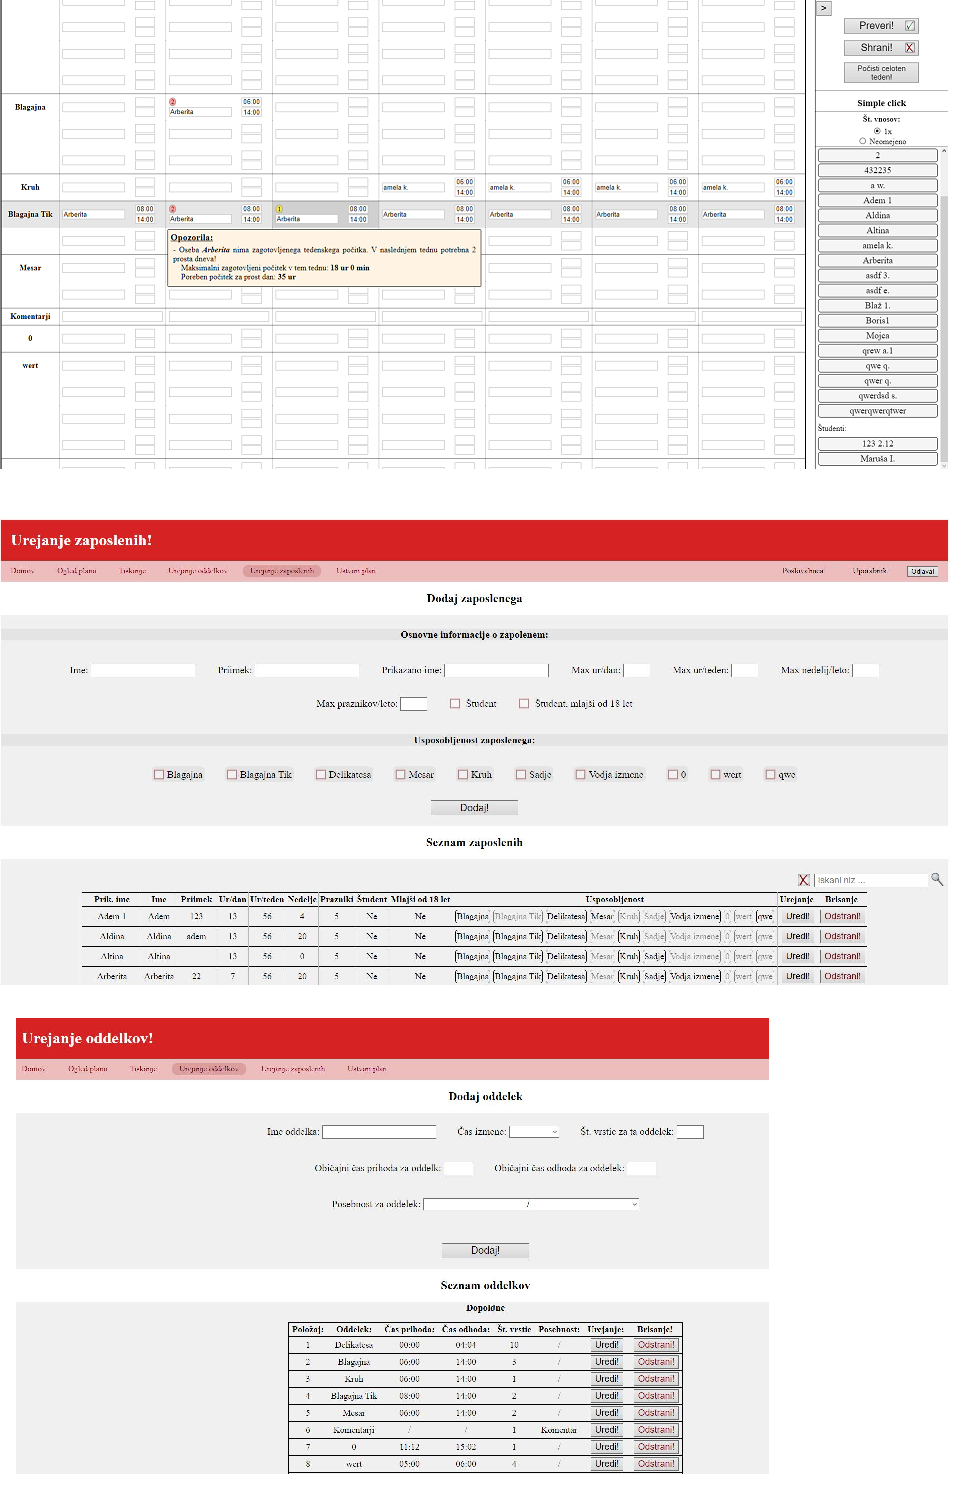 >
Preveri!
Shrani!
Počisti celoten
teden!
Simple click
Št. vnosov:
1x
Neomejeno
2
432235
a w.
Adem 1
Aldina
Altina
amela k.
Arberita
asdf 3.
asdf e.
Blaž 1.
Boris1
Mojca
qrew a.1
qwe q.
qwer q.
qwerdsd s.
qwerqwerqtwer
Študenti:
123 2.12
Maruša I.
Blagajna 2 Arberita 06:00 14:00
Kruh amela k. 06:00 14:00 amela k. 06:00 14:00 amela k. 06:00 14:00 amela k. 06:00 14:00
Blagajna Tik Arberita 08:00 14:00 2 Arberita 08:00 14:00 1 Arberita 08:00 14:00 Arberita 08:00 14:00 Arberita 08:00 14:00 Arberita 08:00 14:00 Arberita 08:00 14:00
Opozorila:
- Oseba Arberita nima zagotovljenega tedenskega počitka. V naslednjem tednu potrebna 2
prosta dneva!
Maksimalni zagotovljeni počitek v tem tednu: 18 ur 0 min
Poreben počitek za prost dan: 35 ur
Mesar
Komentarji
0
wert
Urejanje zaposlenih!
Domov Ogled plano Tiskanje Urejanje oddelkov Urejanje zaposlenih Ustvari plan Poslovalnica Uporabnik Odjava!
Dodaj zaposlenega
Osnovne informacije o zapolenem:
Ime: Priimek: Prikazano ime: Max ur/dan: Max ur/teden: Max nedelij/leto:
Max praznikov/leto: Študent Študent, mlajši od 18 let
Usposobljenost zaposlenega:
Blagajna Blagajna Tik Delikatesa Mesar Kruh Sadje Vodja izmene 0 wert qwe
Dodaj!
Seznam zaposlenih
Iskani niz ...
Prik. ime Ime Priimek Ur/dan Ur/teden Nedelje Prazniki Študent Mlajši od 18 let Usposobljenost Urejanje Brisanje
Adem 1 Adem 123 13 56 4 5 Ne Ne Blagajna Blagajna Tik Delikatesa Mesar Kruh Sadje Vodja izmene 0 wert qwe Uredi! Odstrani!
Aldina Aldina adem 13 56 20 5 Ne Ne Blagajna Blagajna Tik Delikatesa Mesar Kruh Sadje Vodja izmene 0 wert qwe Uredi! Odstrani!
Altina Altina 13 56 0 5 Ne Ne Blagajna Blagajna Tik Delikatesa Mesar Kruh Sadje Vodja izmene 0 wert qwe Uredi! Odstrani!
Arberita Arberita 22 7 56 20 5 Ne Ne Blagajna Blagajna Tik Delikatesa Mesar Kruh Sadje Vodja izmene 0 wert qwe Uredi! Odstrani!
Urejanje oddelkov!
Domov Ogled plano Tiskanje Urejanje oddelkov Urejanje zaposlenih Ustvari plan
Dodaj oddelek
Ime oddelka: Čas izmene: Št. vrstic za ta oddelek:
Običajni čas prihoda za oddelk: Običajni čas odhoda za oddelek:
Posebnost za oddelek: /
Dodaj!
Seznam oddelkov
Dopoldne
Položaj: Oddelek: Čas prihoda: Čas odhoda: Št. vrstic Posebnost: Urejanje: Brisanje!
1 Delikatesa 00:00 04:04 10 / Uredi! Odstrani!
2 Blagajna 06:00 14:00 3 / Uredi! Odstrani!
3 Kruh 06:00 14:00 1 / Uredi! Odstrani!
4 Blagajna Tik 08:00 14:00 2 / Uredi! Odstrani!
5 Mesar 06:00 14:00 2 / Uredi! Odstrani!
6 Komentarji / / 1 Komentar Uredi! Odstrani!
7 0 11:12 15:02 1 / Uredi! Odstrani!
8 wert 05:00 06:00 4 / Uredi! Odstrani!